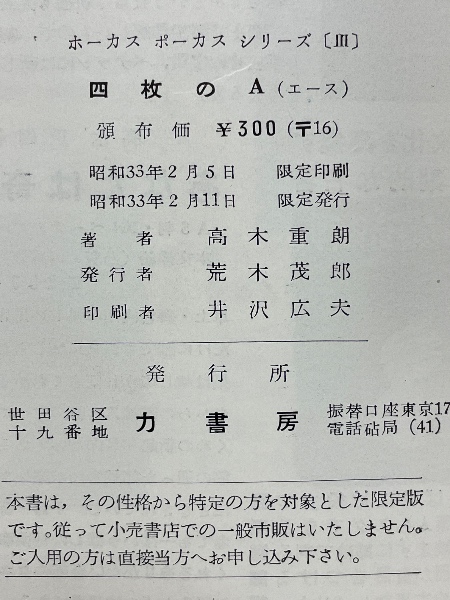 ホーカス ポーカス シリーズ〔Ⅲ〕
四枚の A (エース)
頒布価 ¥300 (〒16)
昭和33年2月5日 限定印刷
昭和33年2月11日 限定発行
著者 高木重朗
発行者 荒木茂郎
印刷者 井沢広夫
発行所
世田谷区
十九番地
力書房
振替口座東京17
電話砧局 (41)
本書は，その性格から特定の方を対象とした限定版
です。従って小売書店での一般市販はいたしません。
ご入用の方は直接当方へお申し込み下さい。